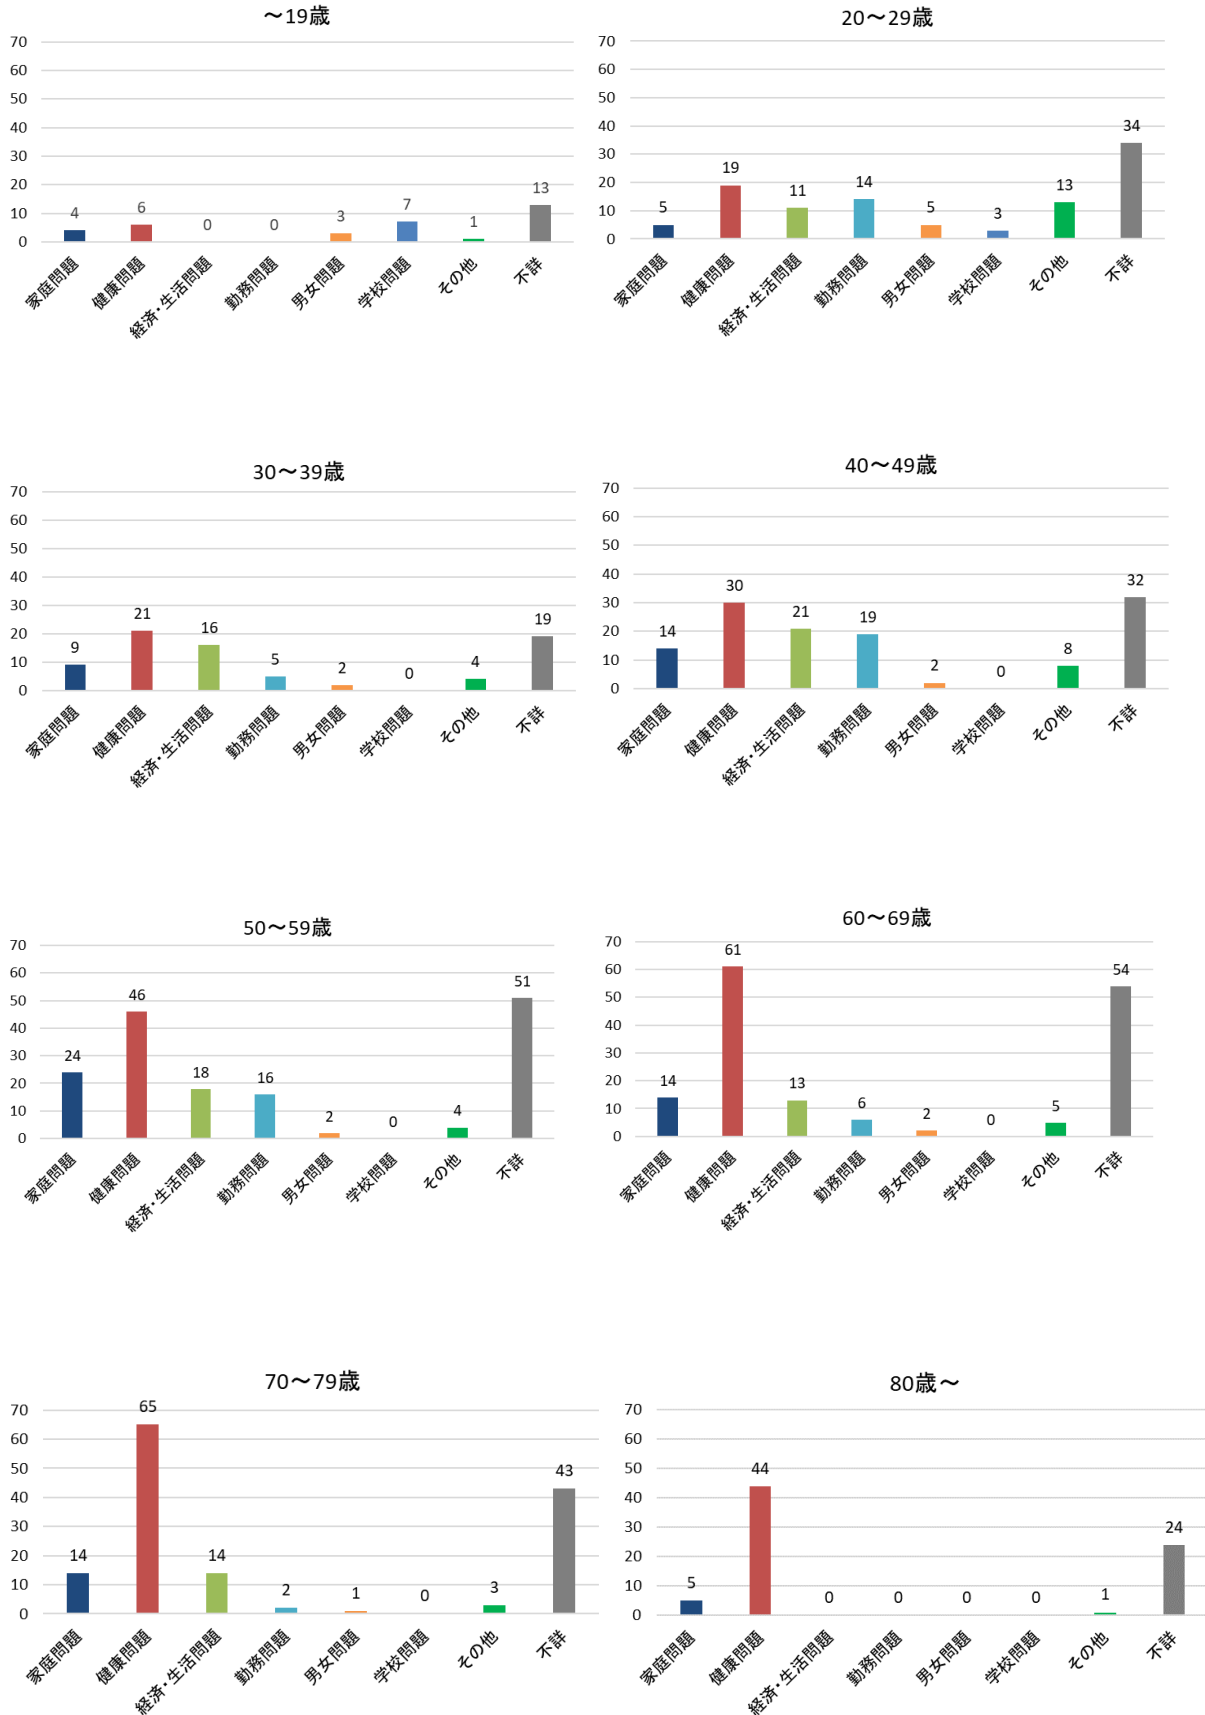 ～19歳
70
60
50
40
30
20
10
0
4
6
0
0
3
7
1
13
家庭問題
健康問題
経済・生活問題
勤務問題
男女問題
学校問題
その他
不詳
20～29歳
70
60
50
40
30
20
10
0
5
19
11
14
5
3
13
34
家庭問題
健康問題
経済・生活問題
勤務問題
男女問題
学校問題
その他
不詳
30～39歳
70
60
50
40
30
20
10
0
9
21
16
5
2
0
4
19
家庭問題
健康問題
経済・生活問題
勤務問題
男女問題
学校問題
その他
不詳
40～49歳
70
60
50
40
30
20
10
0
14
30
21
19
2
0
8
32
家庭問題
健康問題
経済・生活問題
勤務問題
男女問題
学校問題
その他
不詳
50～59歳
70
60
50
40
30
20
10
0
24
46
18
16
2
0
4
51
家庭問題
健康問題
経済・生活問題
勤務問題
男女問題
学校問題
その他
不詳
60～69歳
70
60
50
40
30
20
10
0
14
61
13
6
2
0
5
54
家庭問題
健康問題
経済・生活問題
勤務問題
男女問題
学校問題
その他
不詳
70～79歳
70
60
50
40
30
20
10
0
14
65
14
2
1
0
3
43
家庭問題
健康問題
経済・生活問題
勤務問題
男女問題
学校問題
その他
不詳
80歳～
70
60
50
40
30
20
10
0
5
44
0
0
0
0
1
24
家庭問題
健康問題
経済・生活問題
勤務問題
男女問題
学校問題
その他
不詳